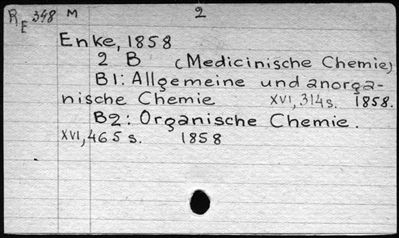 RE 348 M 2
Enke, 1858
2 B (Medicinische Chemie)
B1: Allgemeine und anorga-
nische Chemie XVI, 314 s. 1858.
B2: Organische Chemie.
XVI, 465 s. 1858